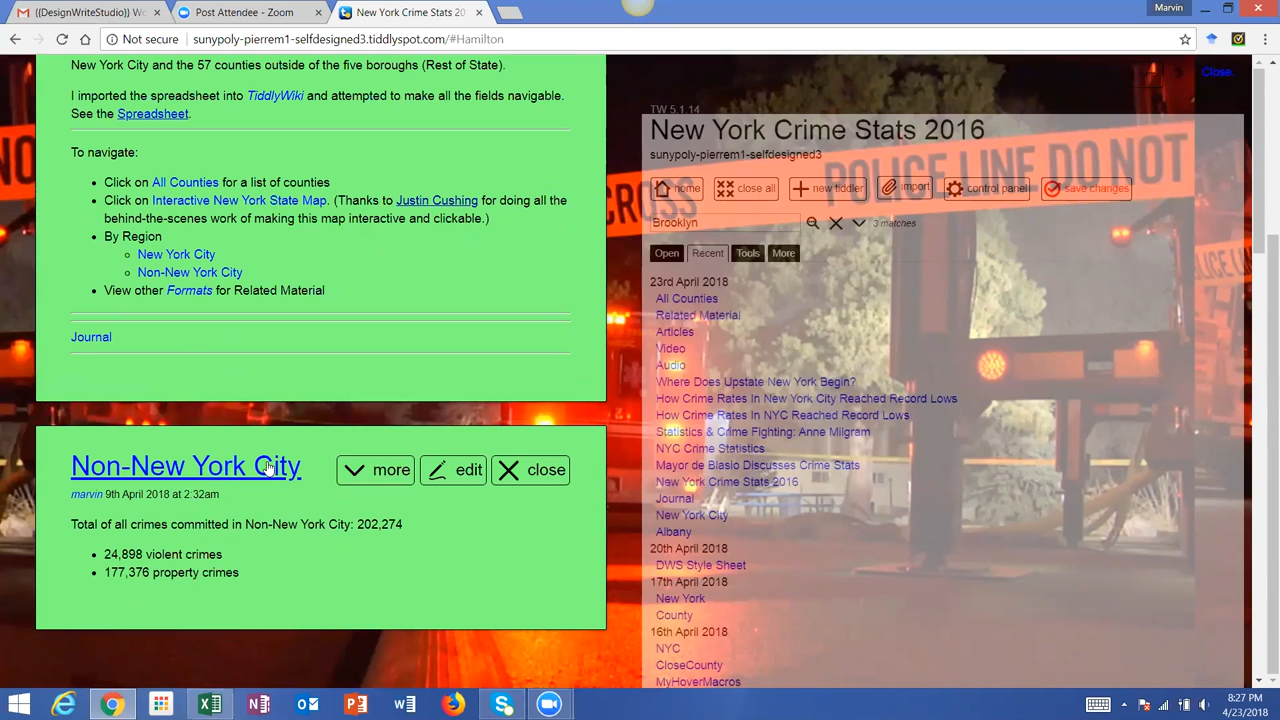 {{DesignWriteStudio}} Wo
Post Attendee - Zoom
New York Crime Stats 20
Marvin
Not secure
sunypoly-pierrem1-selfdesigned3.tiddlyspot.com/#Hamilton
New York City and the 57 counties outside of the five boroughs (Rest of State).
I imported the spreadsheet into TiddlyWiki and attempted to make all the fields navigable.
See the Spreadsheet.
To navigate:
Click on All Counties for a list of counties
Click on Interactive New York State Map. (Thanks to Justin Cushing for doing all the
behind-the-scenes work of making this map interactive and clickable.)
By Region
New York City
Non-New York City
View other Formats for Related Material
Journal
Non-New York City
more
edit
close
marvin 9th April 2018 at 2:32am
Total of all crimes committed in Non-New York City: 202,274
24,898 violent crimes
177,376 property crimes
Close.
TW 5.1.14
New York Crime Stats 2016
sunypoly-pierrem1-selfdesigned3
home
close all
new tiddler
import
control panel
save changes
Brooklyn
3 matches
Open
Recent
Tools
More
23rd April 2018
All Counties
Related Material
Articles
Video
Audio
Where Does Upstate New York Begin?
How Crime Rates In New York City Reached Record Lows
How Crime Rates In NYC Reached Record Lows
Statistics & Crime Fighting: Anne Milgram
NYC Crime Statistics
Mayor de Blasio Discusses Crime Stats
New York Crime Stats 2016
Journal
New York City
Albany
20th April 2018
DWS Style Sheet
17th April 2018
New York
County
16th April 2018
NYC
CloseCounty
MyHoverMacros
CROSS
POLICE LINE DO NOT
8:27 PM
4/23/2018